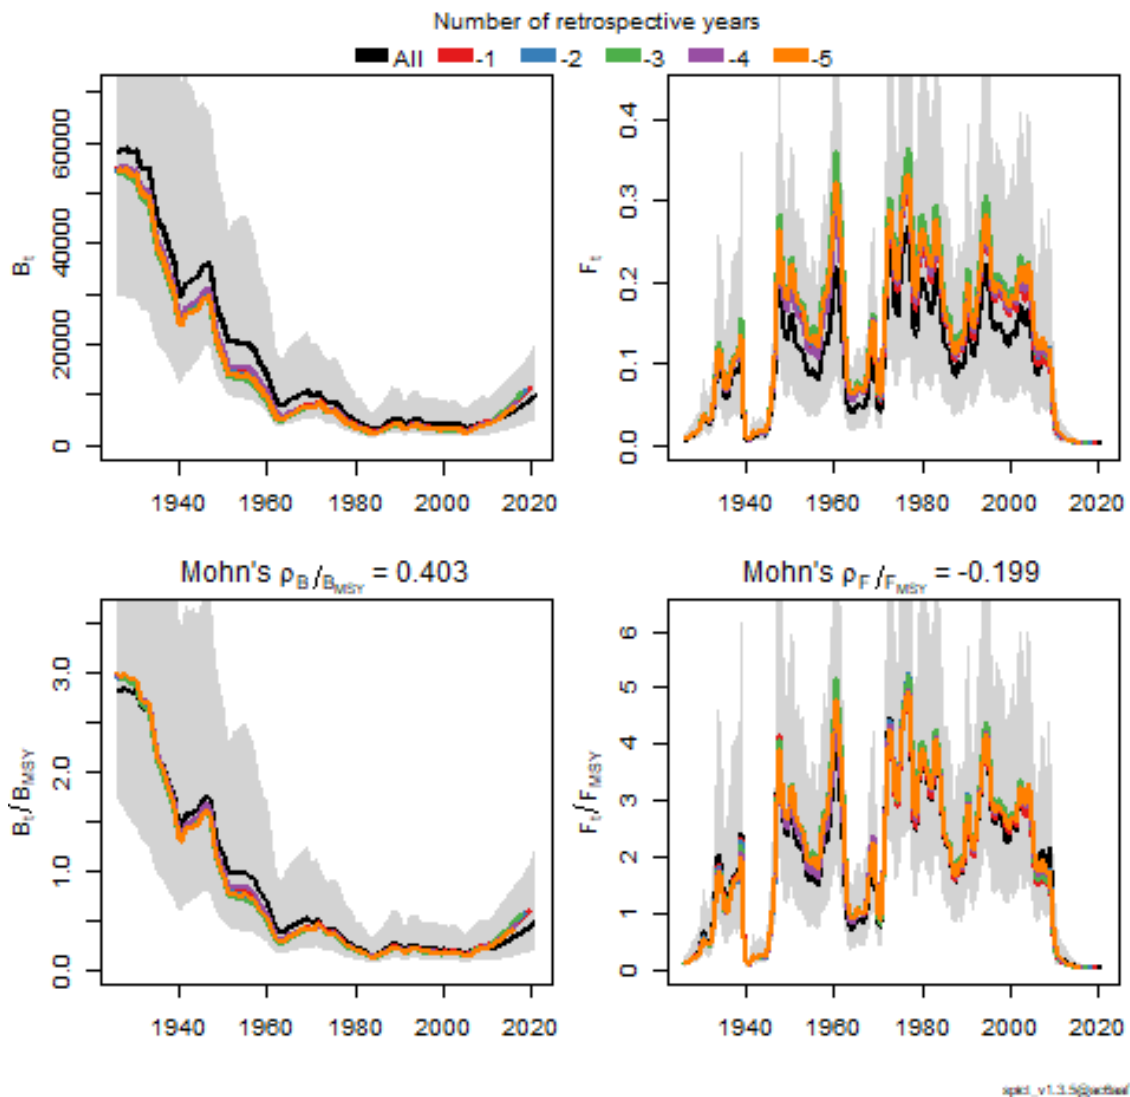 Number of retrospective years
All -1 -2 -3 -4 -5
Bt
0 20000 40000 60000
1940 1960 1980 2000 2020
Ft
0.0 0.1 0.2 0.3 0.4
1940 1960 1980 2000 2020
Mohn's ρB/BMSY = 0.403
Bt/BMSY
0.0 1.0 2.0 3.0
1940 1960 1980 2000 2020
Mohn's ρF/FMSY = -0.199
Ft/FMSY
0 1 2 3 4 5 6
1940 1960 1980 2000 2020